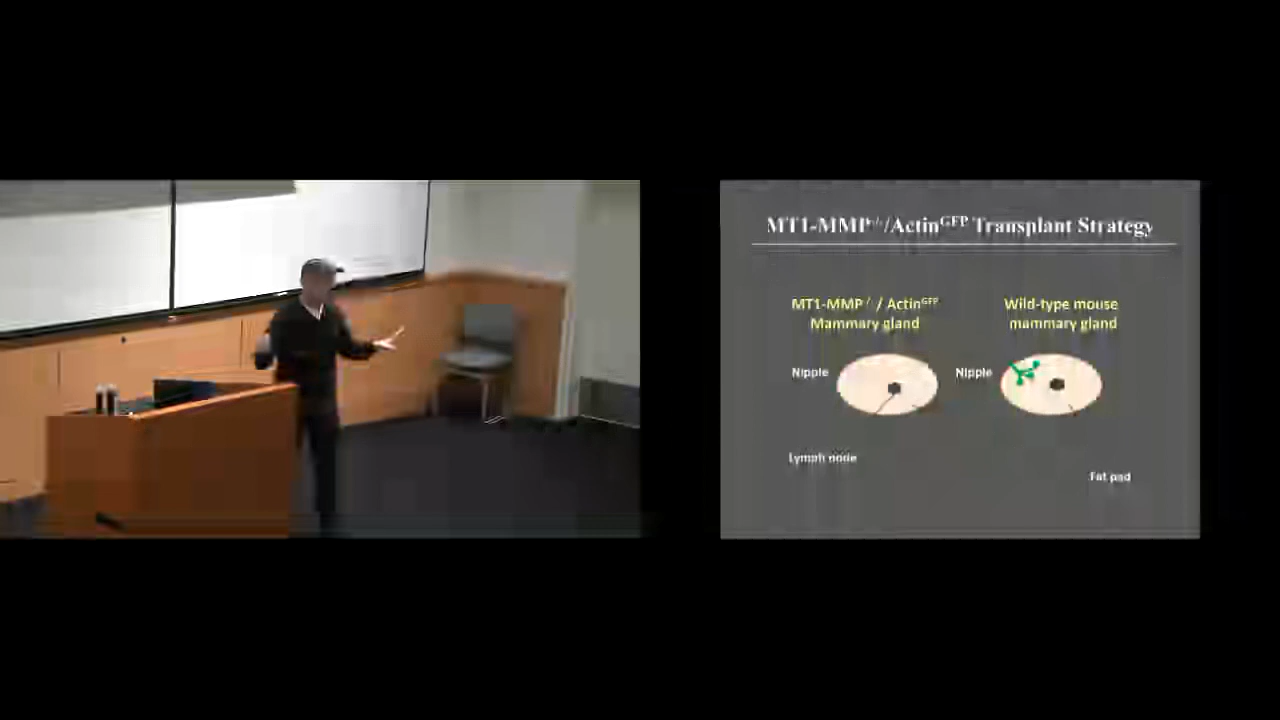 MT1-MMP-/-/ActinGFP Transplant Strategy
MT1-MMP-/- / ActinGFP
Mammary gland
Wild-type mouse
mammary gland
Nipple
Nipple
Lymph node
Fat pad